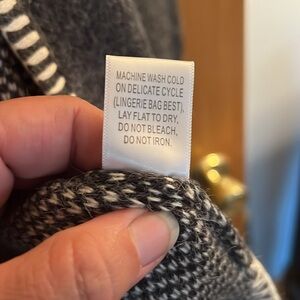 MACHINE WASH COLD
ON DELICATE CYCLE
(LINGERIE BAG BEST),
LAY FLAT TO DRY,
DO NOT BLEACH,
DO NOT IRON.